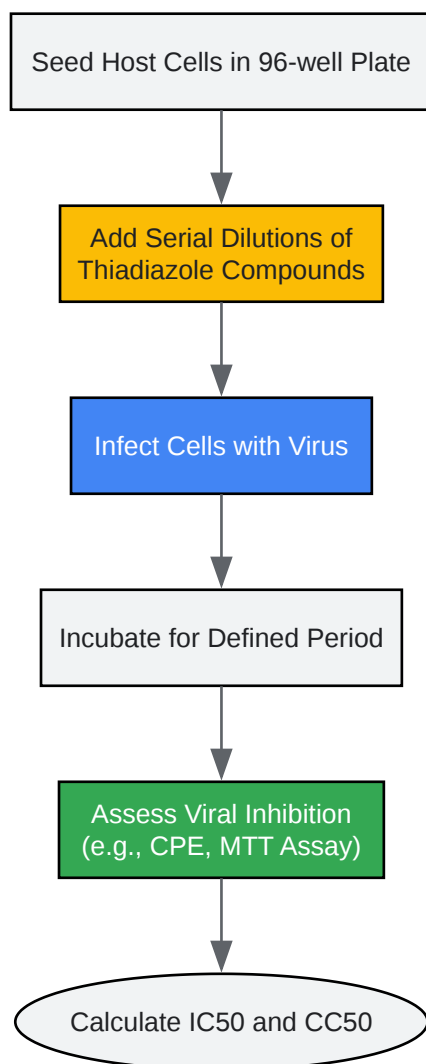 Seed Host Cells in 96-well Plate
Add Serial Dilutions of
Thiadiazole Compounds
Infect Cells with Virus
Incubate for Defined Period
Assess Viral Inhibition
(e.g., CPE, MTT Assay)
Calculate IC50 and CC50